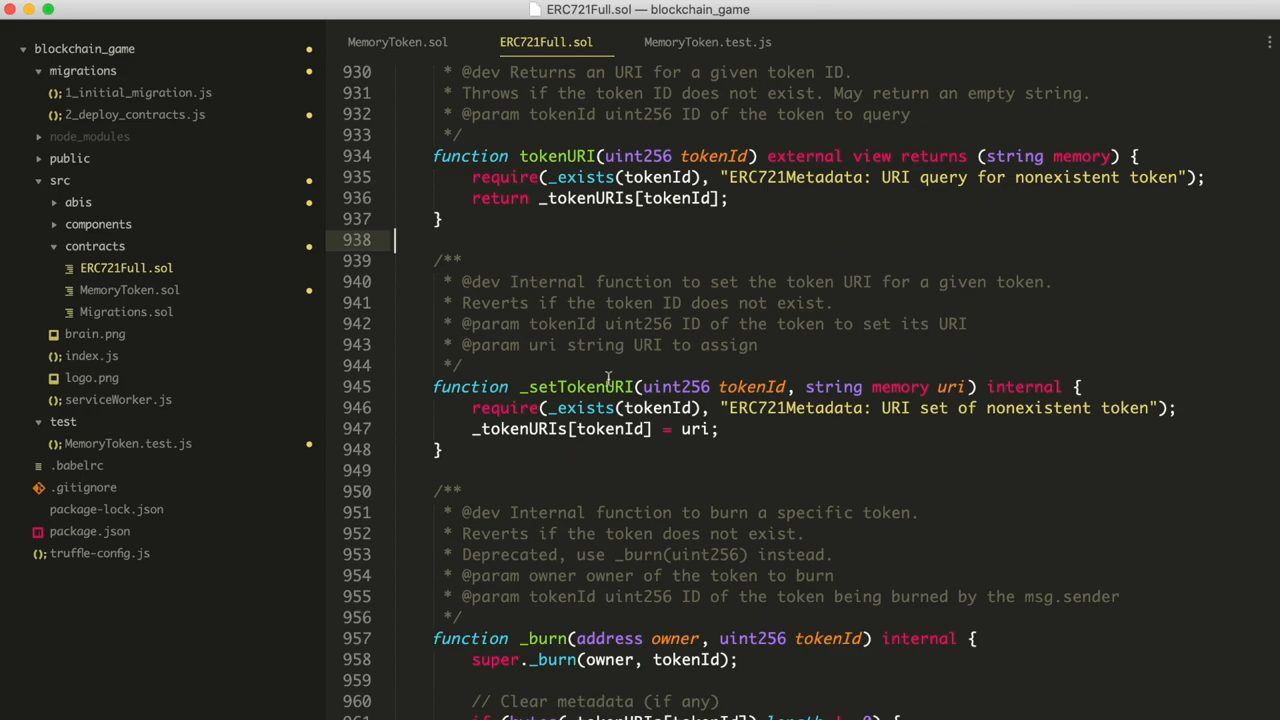 ERC721Full.sol — blockchain_game
blockchain_game
migrations
1_initial_migration.js
2_deploy_contracts.js
node_modules
public
src
abis
components
contracts
ERC721Full.sol
MemoryToken.sol
Migrations.sol
brain.png
index.js
logo.png
serviceWorker.js
test
MemoryToken.test.js
.babelrc
.gitignore
package-lock.json
package.json
truffle-config.js
MemoryToken.sol ERC721Full.sol MemoryToken.test.js
930 * @dev Returns an URI for a given token ID.
931 * Throws if the token ID does not exist. May return an empty string.
932 * @param tokenId uint256 ID of the token to query
933 */
934 function tokenURI(uint256 tokenId) external view returns (string memory) {
935 require(_exists(tokenId), "ERC721Metadata: URI query for nonexistent token");
936 return _tokenURIs[tokenId];
937 }
938
939 /**
940 * @dev Internal function to set the token URI for a given token.
941 * Reverts if the token ID does not exist.
942 * @param tokenId uint256 ID of the token to set its URI
943 * @param uri string URI to assign
944 */
945 function _setTokenURI(uint256 tokenId, string memory uri) internal {
946 require(_exists(tokenId), "ERC721Metadata: URI set of nonexistent token");
947 _tokenURIs[tokenId] = uri;
948 }
949
950 /**
951 * @dev Internal function to burn a specific token.
952 * Reverts if the token does not exist.
953 * Deprecated, use _burn(uint256) instead.
954 * @param owner owner of the token to burn
955 * @param tokenId uint256 ID of the token being burned by the msg.sender
956 */
957 function _burn(address owner, uint256 tokenId) internal {
958 super._burn(owner, tokenId);
959
960 // Clear metadata (if any)
961 if (bytes(_tokenURIs[tokenId]).length != 0) {